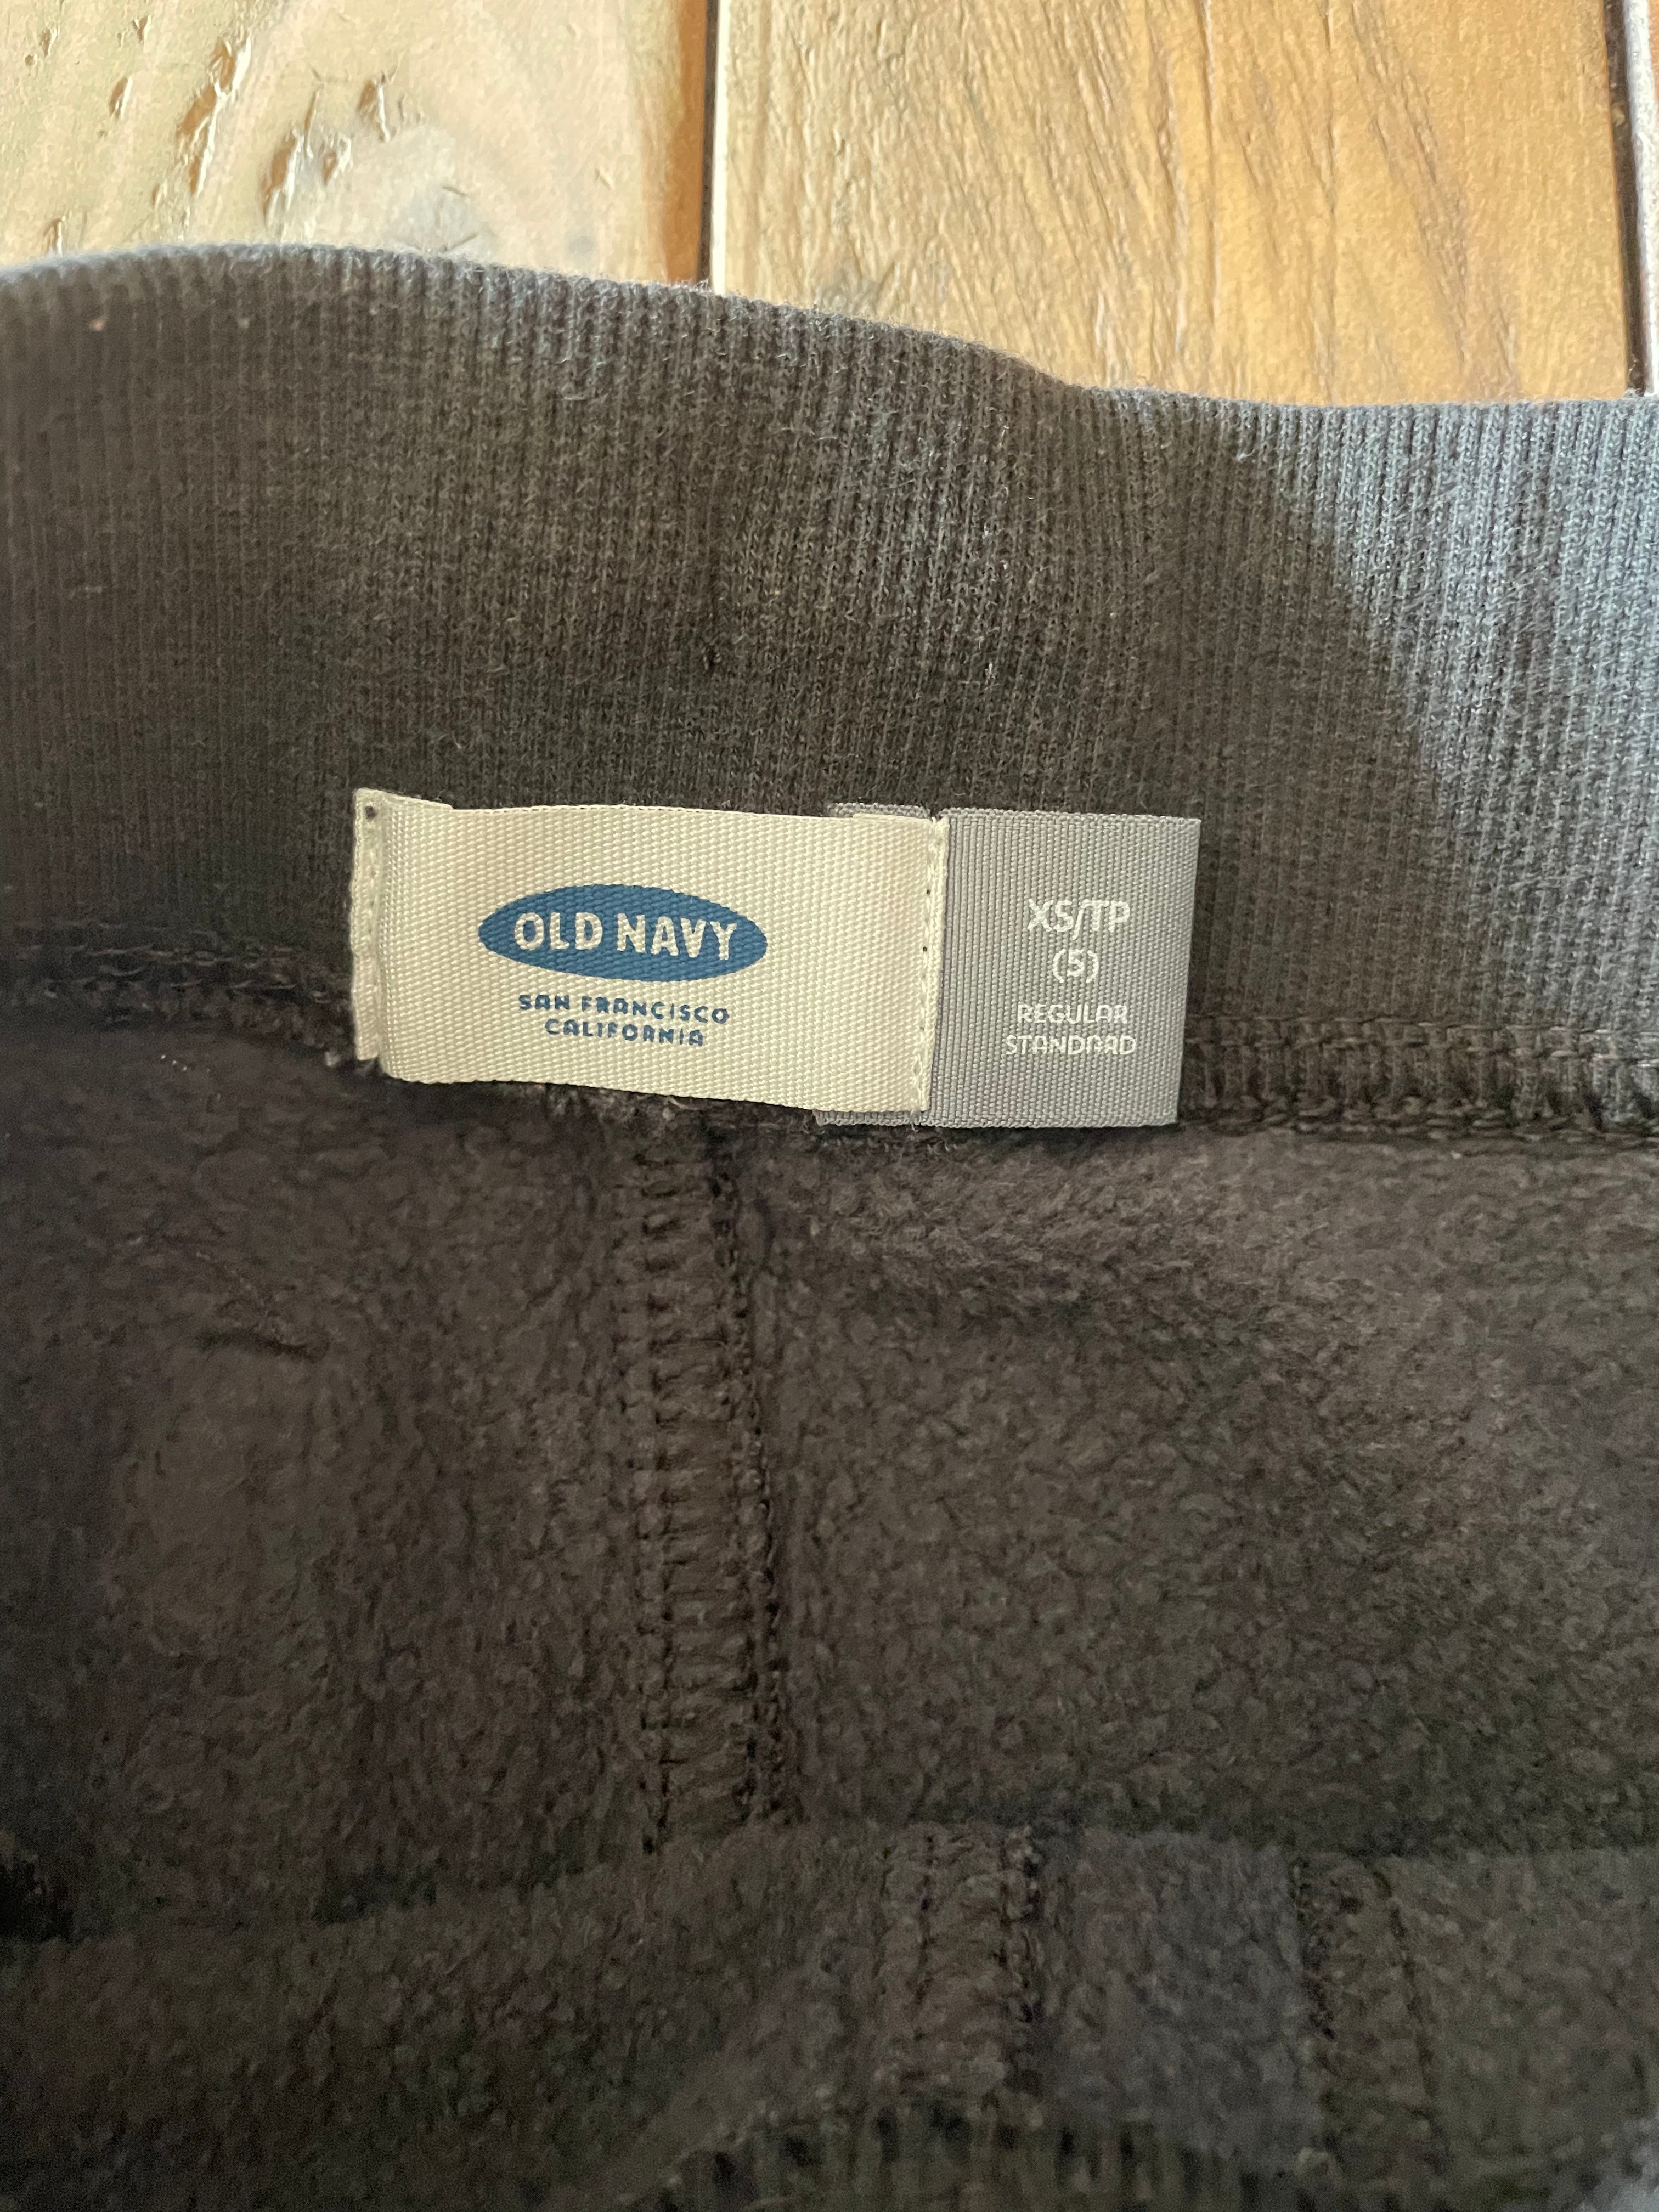 OLD NAVY
SAN FRANCISCO
CALIFORNIA
XS/TP
(5)
REGULAR
STANDARD